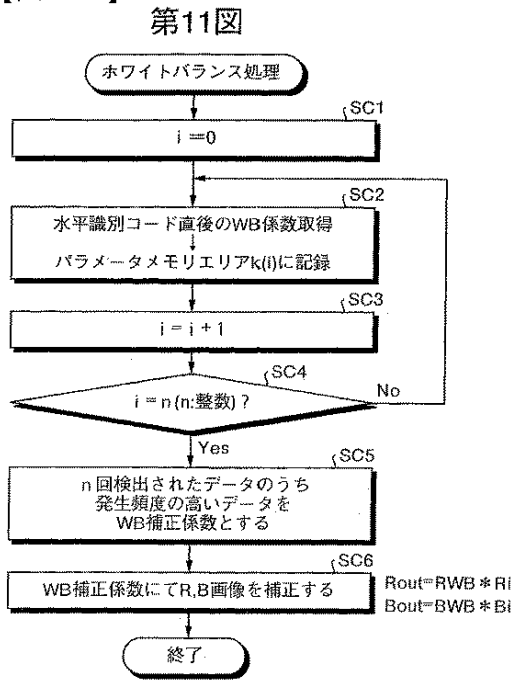 第11図
ホワイトバランス処理
SC1
i=0
SC2
水平識別コード直後のWB係数取得
パラメータメモリエリアk(i)に記録
SC3
i = i + 1
SC4
i = n (n:整数) ?
No
Yes
SC5
n回検出されたデータのうち
発生頻度の高いデータを
WB補正係数とする
SC6
WB補正係数にてR,B画像を補正する
Rout=RWB*Ri
Bout=BWB*Bi
終了